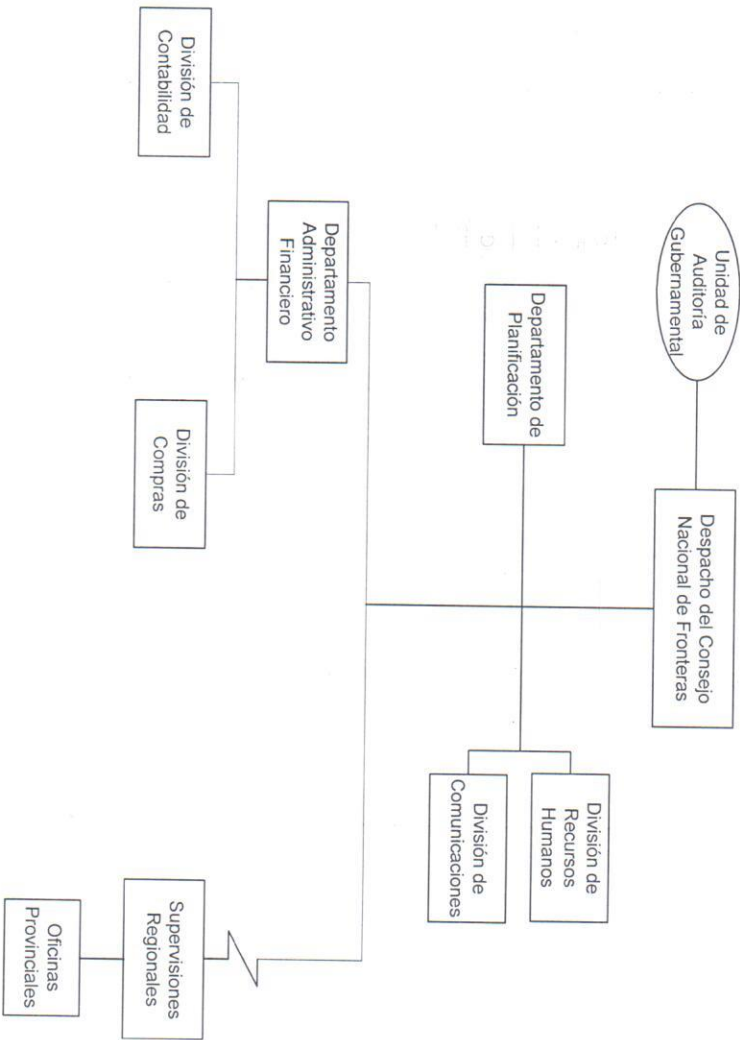 Unidad de
Auditoría
Gubernamental
Despacho del Consejo
Nacional de Fronteras
Departamento de
Planificación
División de
Recursos
Humanos
División de
Comunicaciones
Departamento
Administrativo
Financiero
División de
Contabilidad
División de
Compras
Supervisiones
Regionales
Oficinas
Provinciales